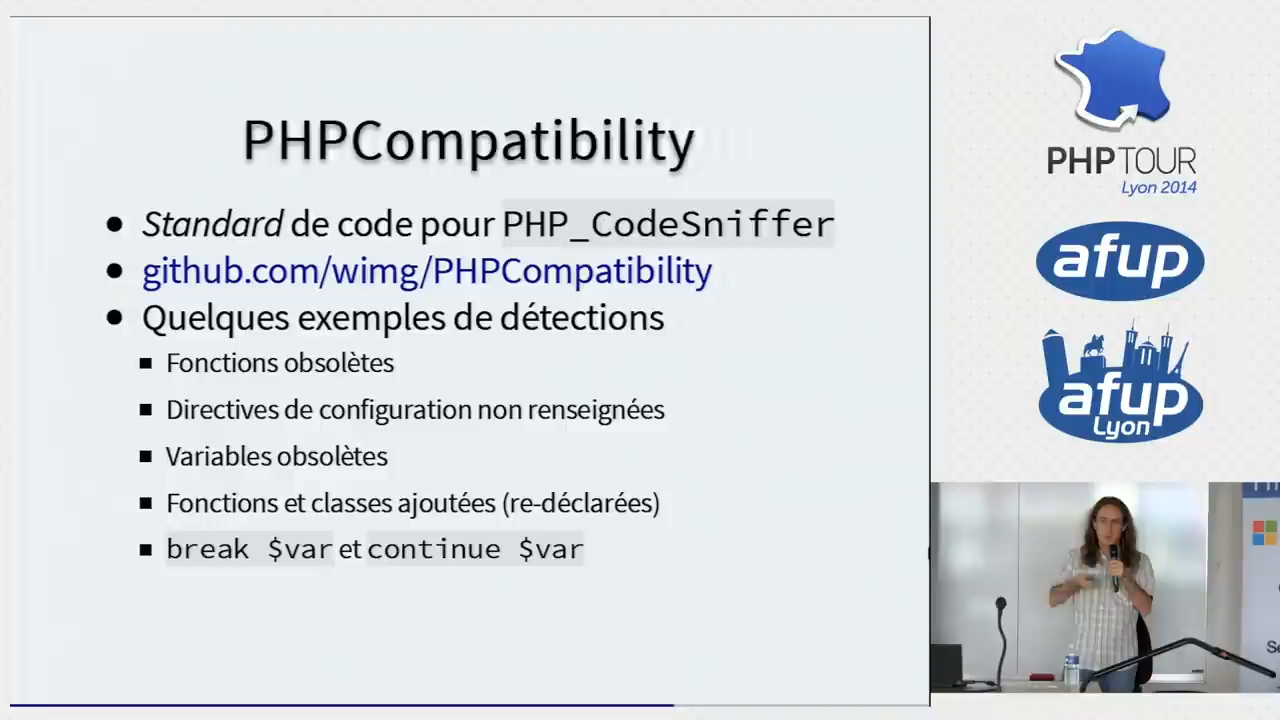 PHPCompatibility
Standard de code pour PHP_CodeSniffer
github.com/wimg/PHPCompatibility
Quelques exemples de détections
Fonctions obsolètes
Directives de configuration non renseignées
Variables obsolètes
Fonctions et classes ajoutées (re-déclarées)
break $var et continue $var
PHPTOUR
Lyon 2014
afup
afup
Lyon